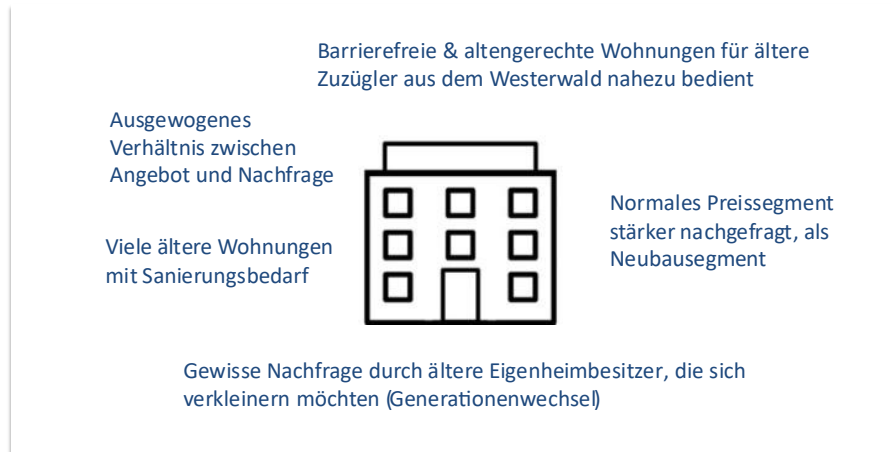 Barrierefreie & altengerechte Wohnungen für ältere
Zuzügler aus dem Westerwald nahezu bedient
Ausgewogenes
Verhältnis zwischen
Angebot und Nachfrage
Normales Preissegment
stärker nachgefragt, als
Neubausegment
Viele ältere Wohnungen
mit Sanierungsbedarf
Gewisse Nachfrage durch ältere Eigenheimbesitzer, die sich
verkleinern möchten (Generationenwechsel)